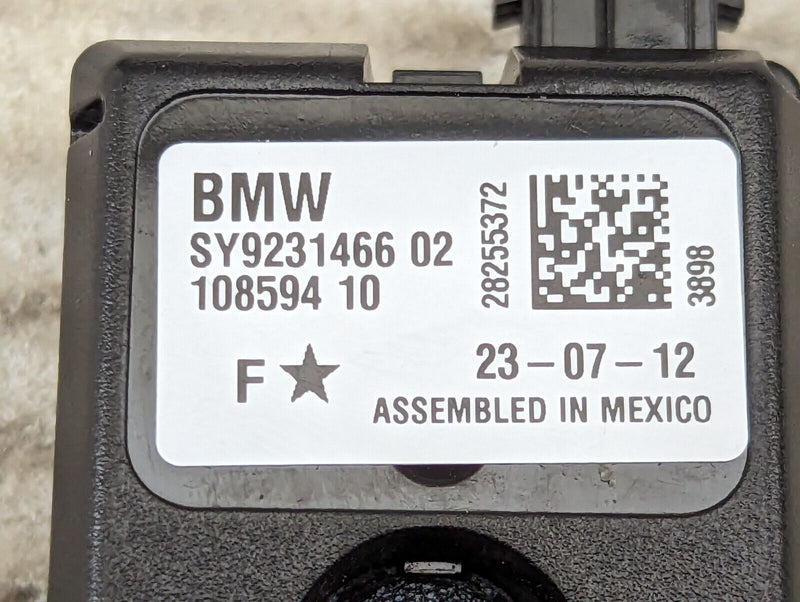 BMW
SY9231466 02
108594 10
28255372
3898
F★
23-07-12
ASSEMBLED IN MEXICO